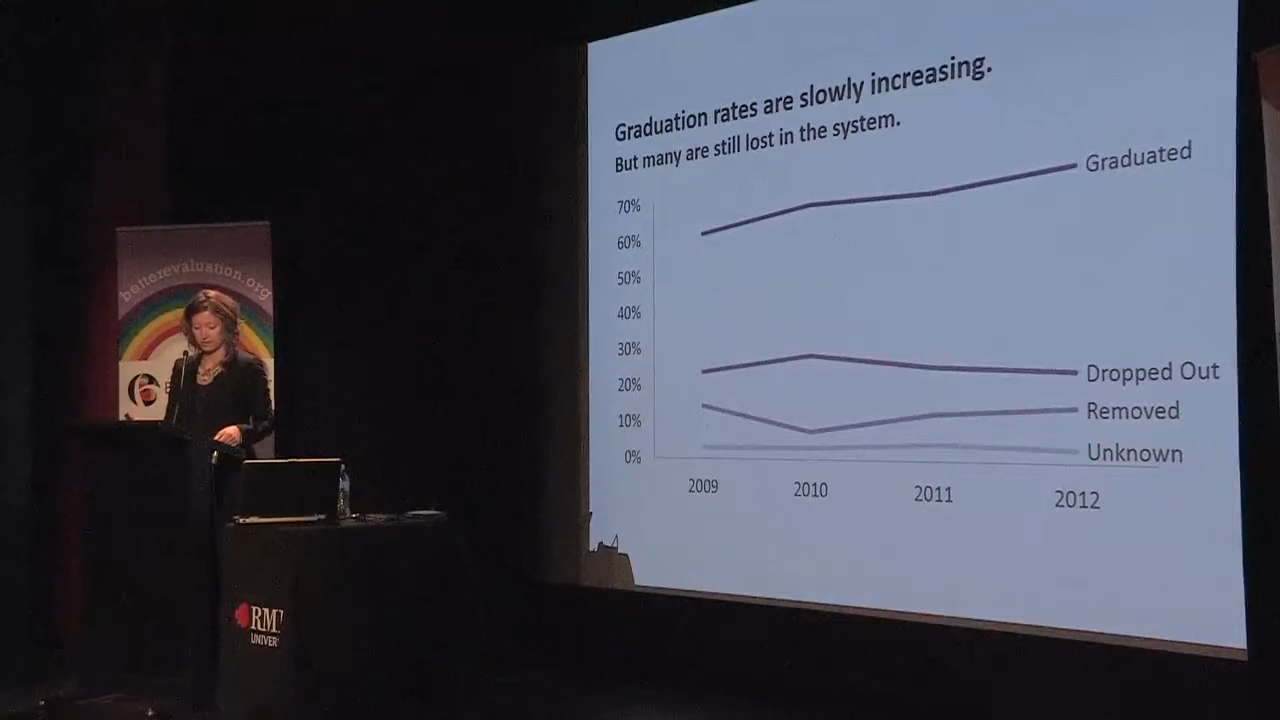 Graduation rates are slowly increasing.
But many are still lost in the system.
Graduated
70%
60%
50%
40%
30%
20%
10%
0%
Dropped Out
Removed
Unknown
2009
2010
2011
2012
betterevaluation.org
RMI
UNIVER